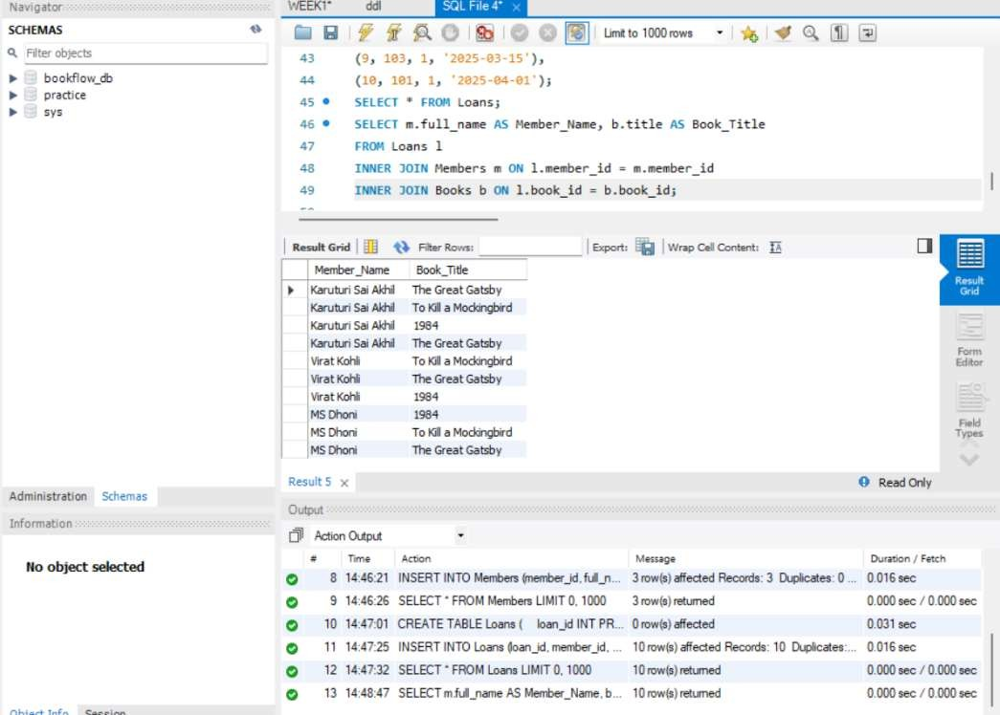 Navigator
SCHEMAS
Filter objects
bookflow_db
practice
sys
Administration Schemas
Information
No object selected
Object Info Session
WEEK1* ddl SQL File 4* ×
Limit to 1000 rows
43 (9, 103, 1, '2025-03-15'),
44 (10, 101, 1, '2025-04-01');
45 SELECT * FROM Loans;
46 SELECT m.full_name AS Member_Name, b.title AS Book_Title
47 FROM Loans l
48 INNER JOIN Members m ON l.member_id = m.member_id
49 INNER JOIN Books b ON l.book_id = b.book_id;
Result Grid Filter Rows: Export: Wrap Cell Content: IA
Member_Name Book_Title
Karuturi Sai Akhil The Great Gatsby
Karuturi Sai Akhil To Kill a Mockingbird
Karuturi Sai Akhil 1984
Karuturi Sai Akhil The Great Gatsby
Virat Kohli To Kill a Mockingbird
Virat Kohli The Great Gatsby
Virat Kohli 1984
MS Dhoni 1984
MS Dhoni To Kill a Mockingbird
MS Dhoni The Great Gatsby
Result
Grid
Form
Editor
Field
Types
Result 5 × Read Only
Output
Action Output
# Time Action Message Duration / Fetch
8 14:46:21 INSERT INTO Members (member_id, full_n... 3 row(s) affected Records: 3 Duplicates: 0 ... 0.016 sec
9 14:46:26 SELECT * FROM Members LIMIT 0, 1000 3 row(s) returned 0.000 sec / 0.000 sec
10 14:47:01 CREATE TABLE Loans ( loan_id INT PR... 0 row(s) affected 0.031 sec
11 14:47:25 INSERT INTO Loans (loan_id, member_id, ... 10 row(s) affected Records: 10 Duplicates:... 0.016 sec
12 14:47:32 SELECT * FROM Loans LIMIT 0, 1000 10 row(s) returned 0.000 sec / 0.000 sec
13 14:48:47 SELECT m.full_name AS Member_Name, b... 10 row(s) returned 0.000 sec / 0.000 sec